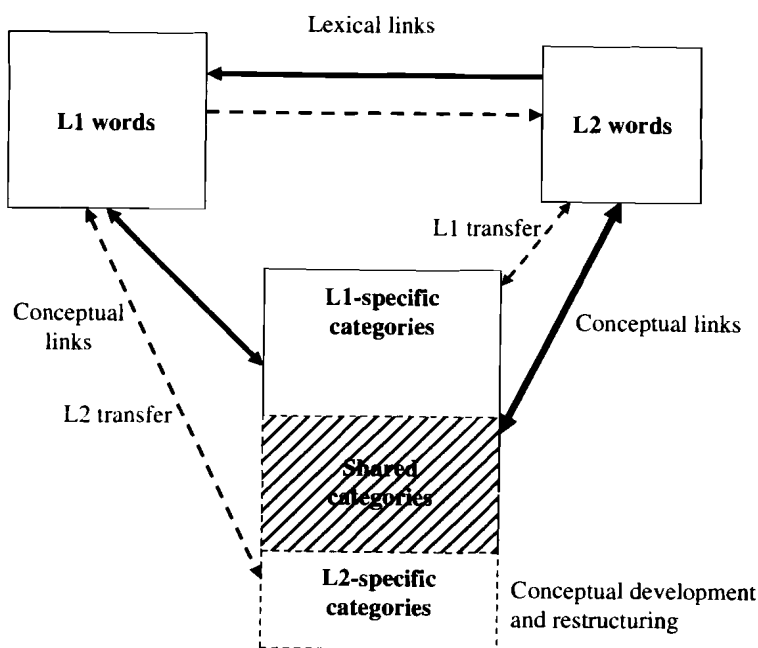 Lexical links
L1 words
L2 words
L1 transfer
L1-specific
categories
Conceptual
links
Conceptual links
L2 transfer
Shared
categories
L2-specific
categories
Conceptual development
and restructuring